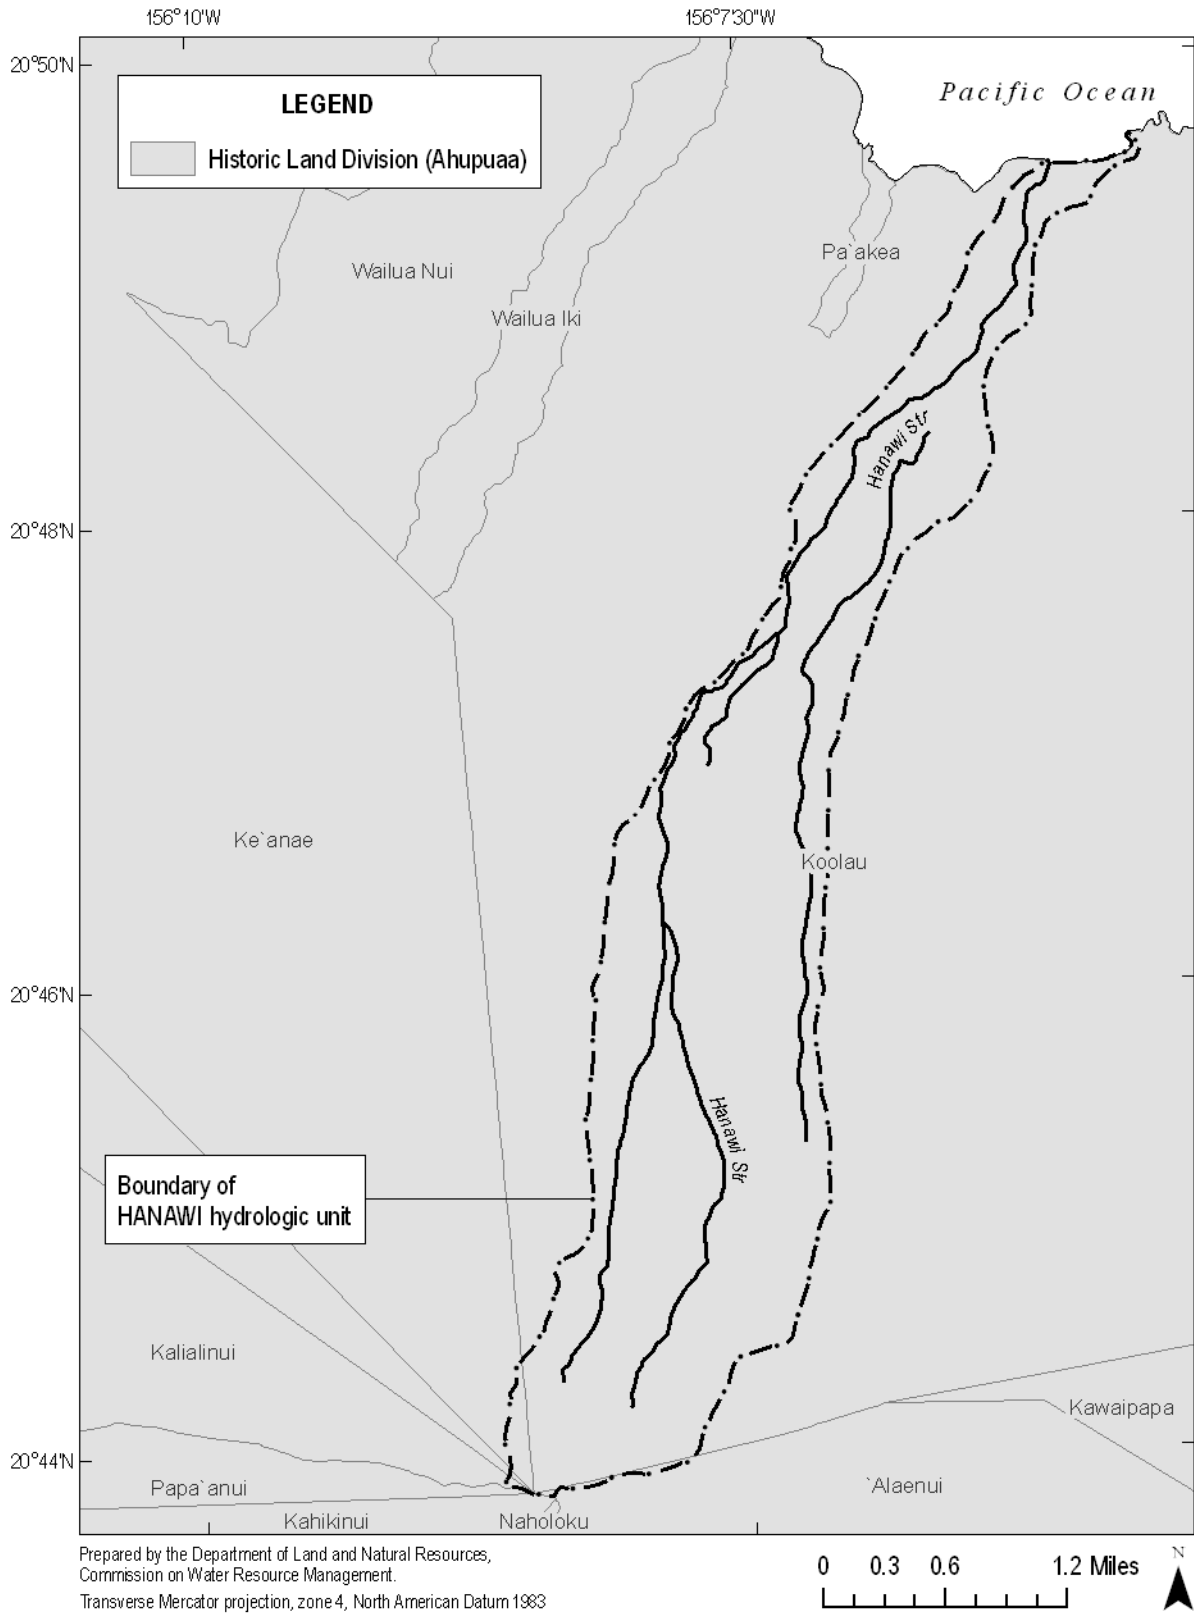 156°10'W
156°7'30"W
20°50'N
LEGEND
Historic Land Division (Ahupuaa)
Pacific Ocean
Wailua Nui
Pa`akea
Wailua Iki
Hanawi Str
20°48'N
Ke`anae
Koolau
20°46'N
Hanawi Str
Boundary of
HANAWI hydrologic unit
Kalialinui
Kawaipapa
20°44'N
Papa`anui
`Alaenui
Kahikinui
Naholoku
Prepared by the Department of Land and Natural Resources,
Commission on Water Resource Management.
Transverse Mercator projection, zone 4, North American Datum 1983
0 0.3 0.6 1.2 Miles
N